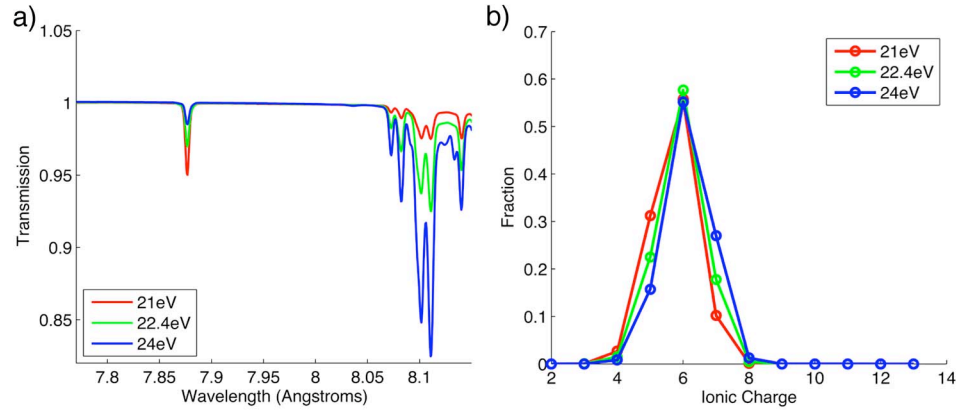 a)
1.05
1
0.95
0.9
0.85
Transmission
21eV
22.4eV
24eV
7.8 7.85 7.9 7.95 8 8.05 8.1
Wavelength (Angstroms)
b)
0.7
0.6
0.5
0.4
0.3
0.2
0.1
0
Fraction
21eV
22.4eV
24eV
2 4 6 8 10 12 14
Ionic Charge